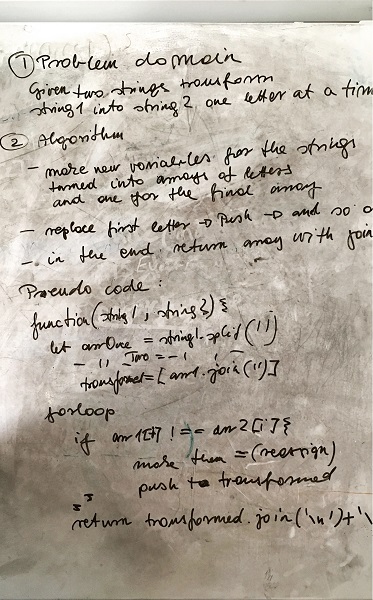 ① Problem domain
Given two strings transform
string1 into string2 one letter at a tim
② Algorithm
- make new variables for the strings
turned into arrays of letters
and one for the final array
- replace first letter → Push → and so o
- in the end return array with join
Pseudo code:
function(string1, string2) {
let arrOne = string1.split('')
- " - Two = - " -
transformed = [arr1.join('')]
forloop
if arr1[i] !== arr2[i] {
make them = (reassign)
push to transformed
}}
return transformed.join('\n')+'\